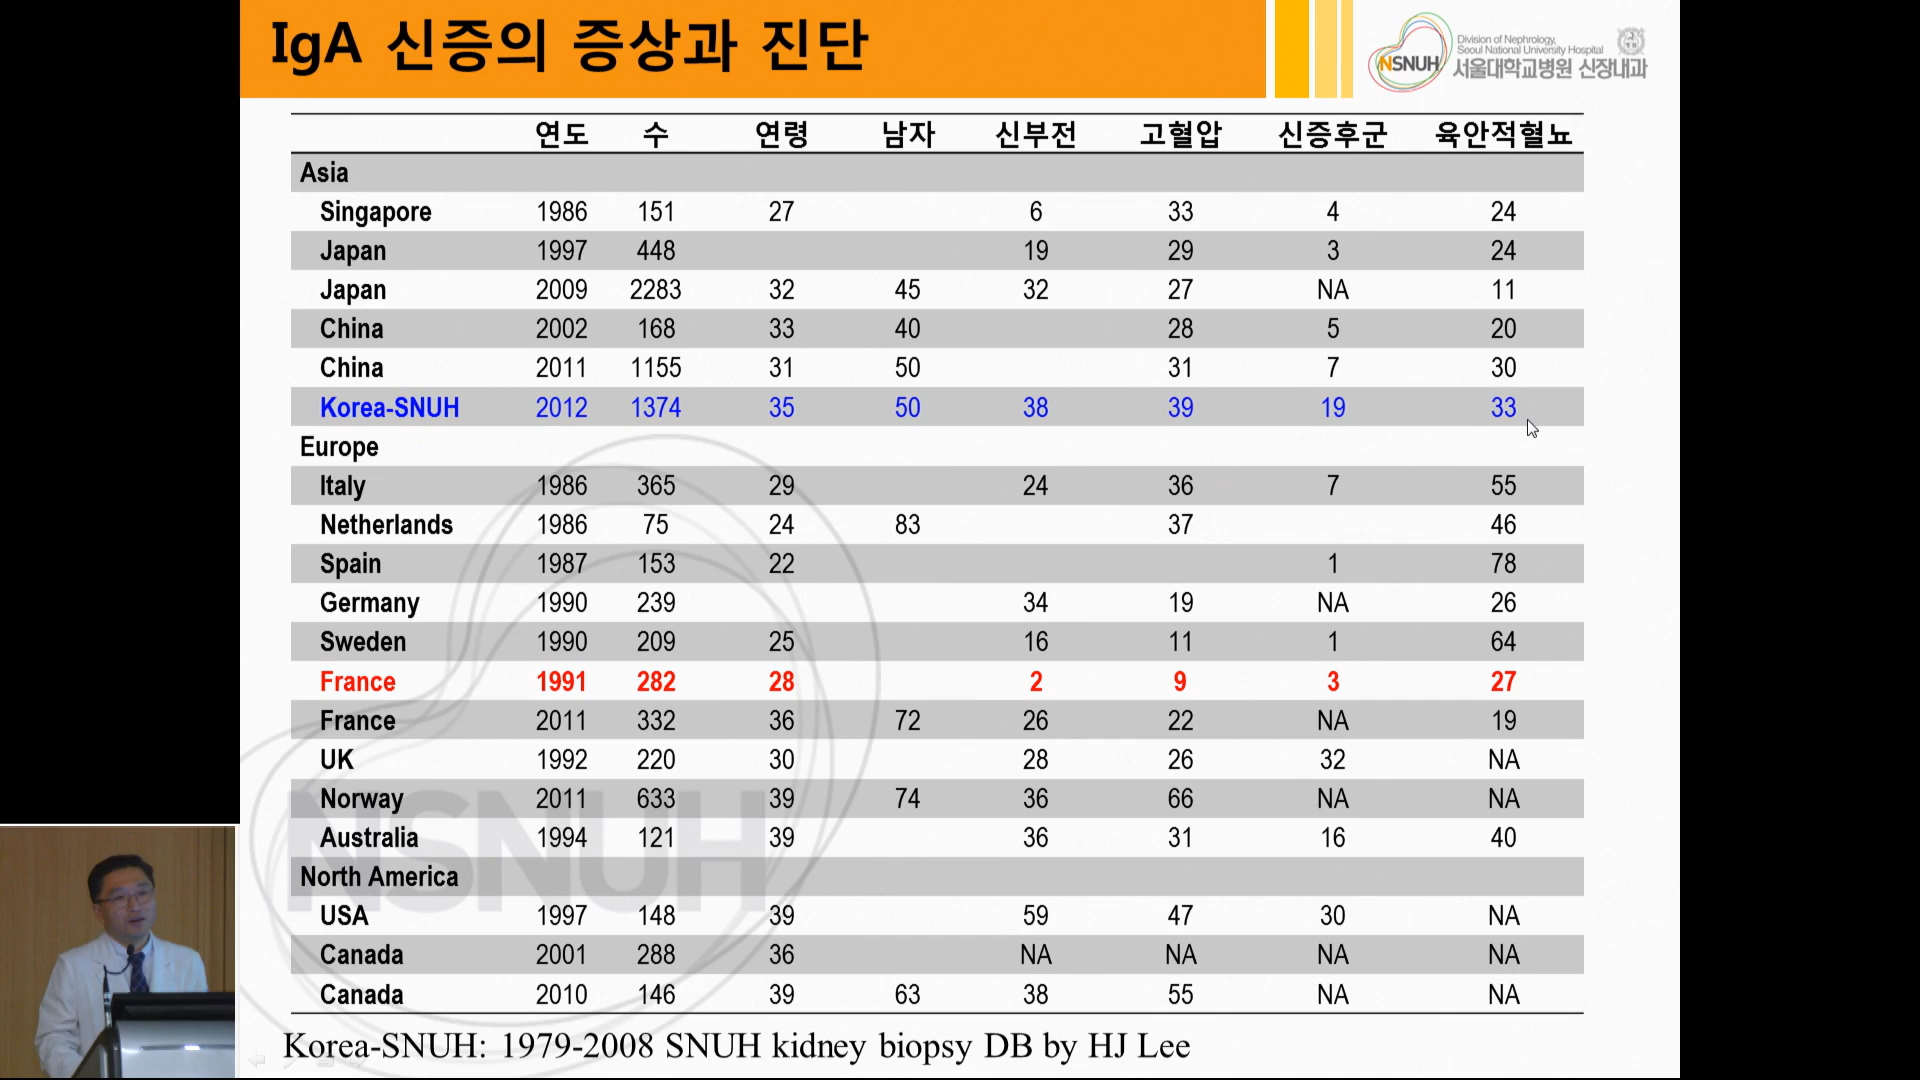 IgA 신증의 증상과 진단
NSNUH
Division of Nephrology,
Seoul National University Hospital
서울대학교병원 신장내과
연도 수 연령 남자 신부전 고혈압 신증후군 육안적혈뇨
Asia
Singapore 1986 151 27 6 33 4 24
Japan 1997 448 19 29 3 24
Japan 2009 2283 32 45 32 27 NA 11
China 2002 168 33 40 28 5 20
China 2011 1155 31 50 31 7 30
Korea-SNUH 2012 1374 35 50 38 39 19 33
Europe
Italy 1986 365 29 24 36 7 55
Netherlands 1986 75 24 83 37 46
Spain 1987 153 22 1 78
Germany 1990 239 34 19 NA 26
Sweden 1990 209 25 16 11 1 64
France 1991 282 28 2 9 3 27
France 2011 332 36 72 26 22 NA 19
UK 1992 220 30 28 26 32 NA
Norway 2011 633 39 74 36 66 NA NA
Australia 1994 121 39 36 31 16 40
North America
USA 1997 148 39 59 47 30 NA
Canada 2001 288 36 NA NA NA NA
Canada 2010 146 39 63 38 55 NA NA
NSNUH
Korea-SNUH: 1979-2008 SNUH kidney biopsy DB by HJ Lee